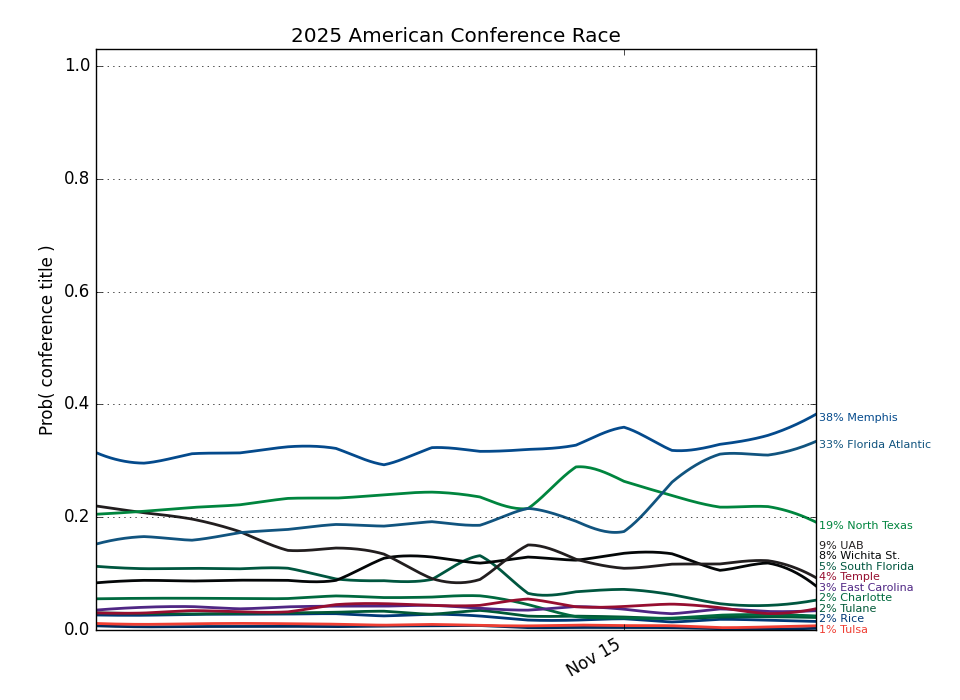 2025 American Conference Race
Prob( conference title )
1.0
0.8
0.6
0.4
0.2
0.0
Nov 15
38% Memphis
33% Florida Atlantic
19% North Texas
9% UAB
8% Wichita St.
5% South Florida
4% Temple
3% East Carolina
2% Charlotte
2% Tulane
2% Rice
1% Tulsa